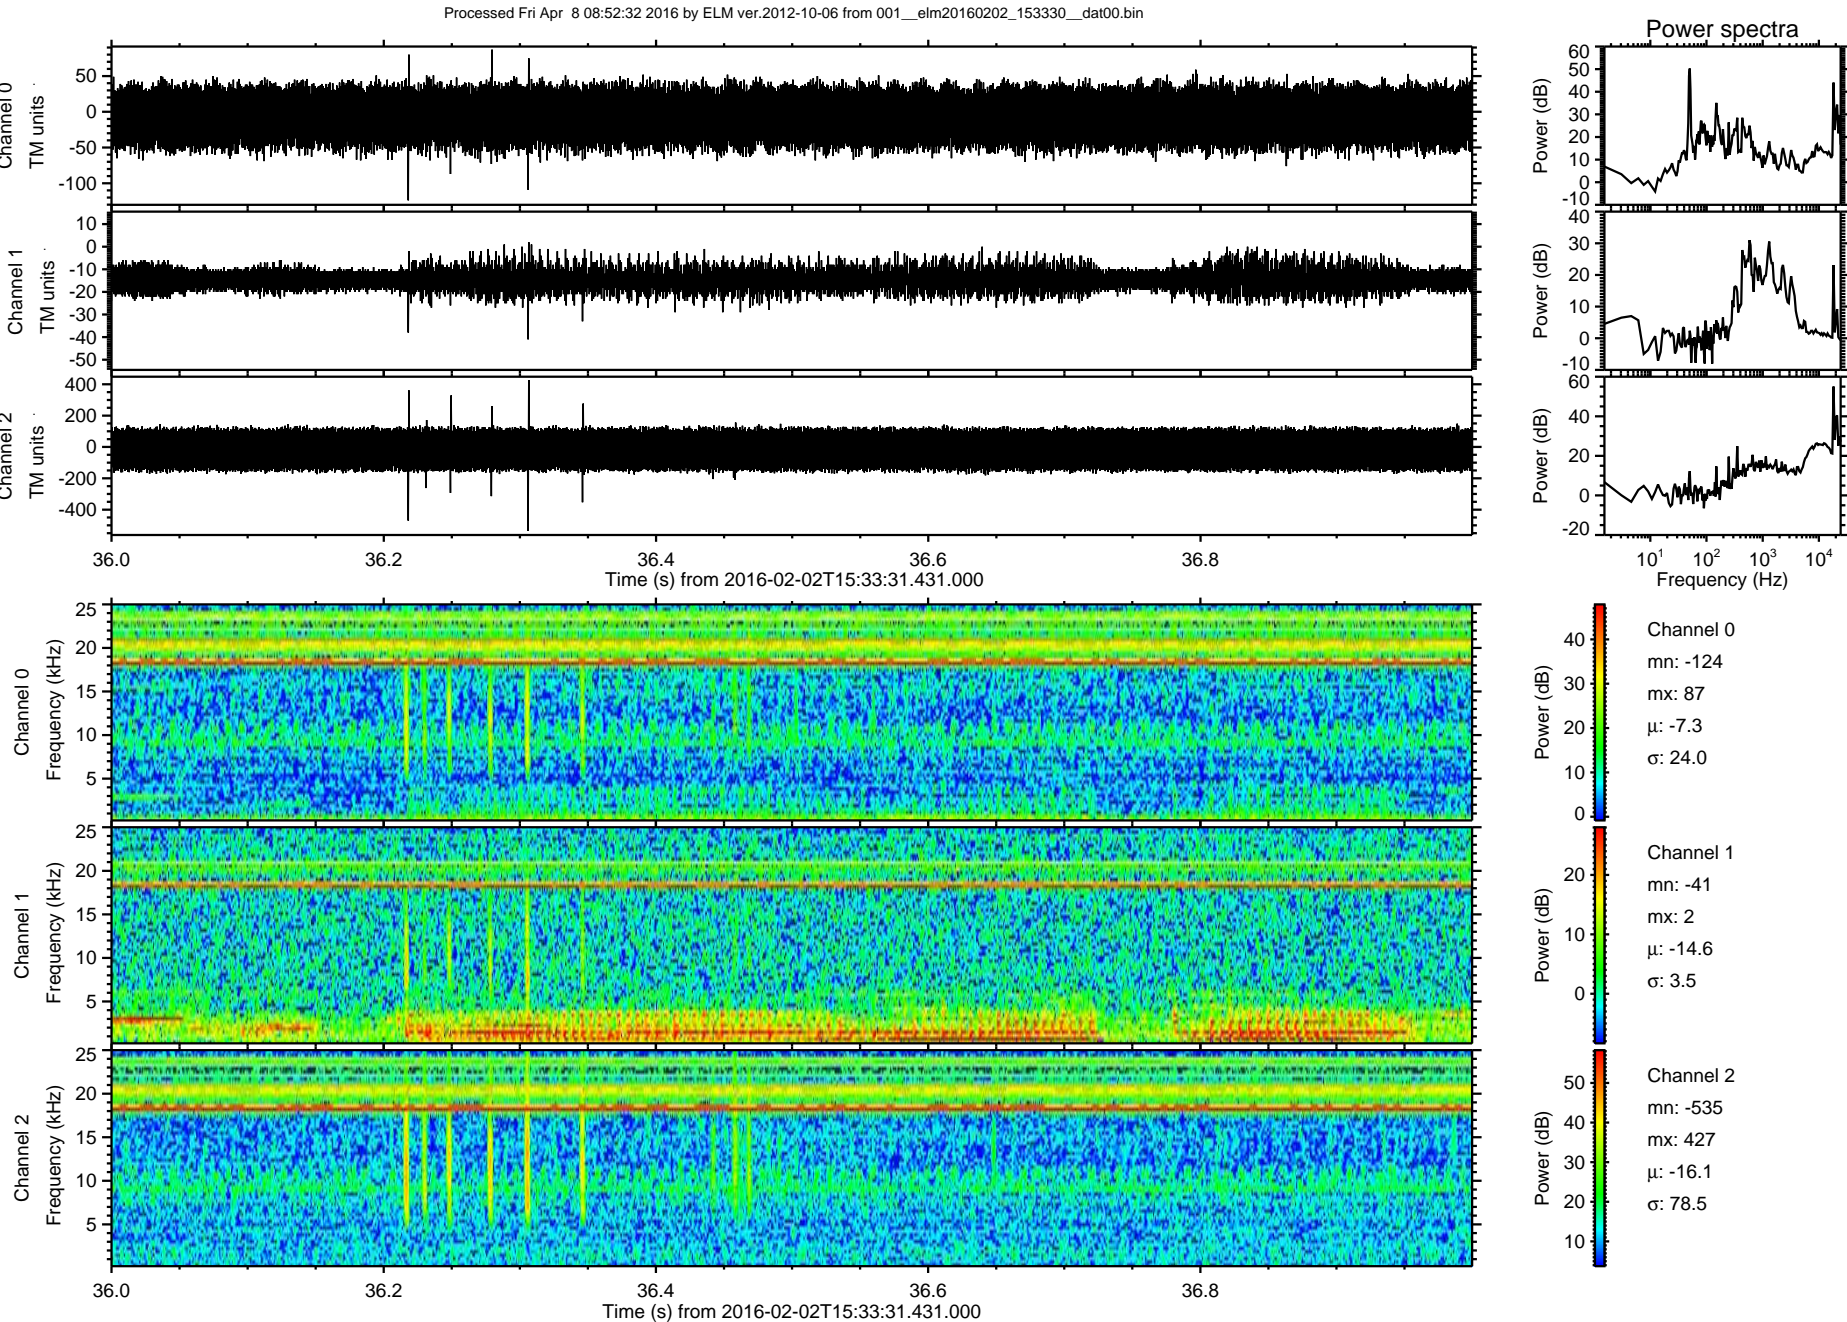 Processed Fri Apr  8 08:52:32 2016 by ELM ver.2012-10-06 from 001__elm20160202_153330__dat00.bin
Power spectra
Channel 0
TM units
50
0
-50
-100
Power (dB)
60
50
40
30
20
10
0
-10
Channel 1
TM units
10
0
-10
-20
-30
-40
-50
Power (dB)
40
30
20
10
0
-10
Channel 2
TM units
400
200
0
-200
-400
Power (dB)
60
40
20
0
-20
36.0 36.2 36.4 36.6 36.8
Time (s) from 2016-02-02T15:33:31.431.000
10^1 10^2 10^3 10^4
Frequency (Hz)
Channel 0
Frequency (kHz)
25
20
15
10
5
Power (dB)
40
30
20
10
0
Channel 0
mn: -124
mx: 87
μ: -7.3
σ: 24.0
Channel 1
Frequency (kHz)
25
20
15
10
5
Power (dB)
20
10
0
Channel 1
mn: -41
mx: 2
μ: -14.6
σ: 3.5
Channel 2
Frequency (kHz)
25
20
15
10
5
Power (dB)
50
40
30
20
10
Channel 2
mn: -535
mx: 427
μ: -16.1
σ: 78.5
36.0 36.2 36.4 36.6 36.8
Time (s) from 2016-02-02T15:33:31.431.000